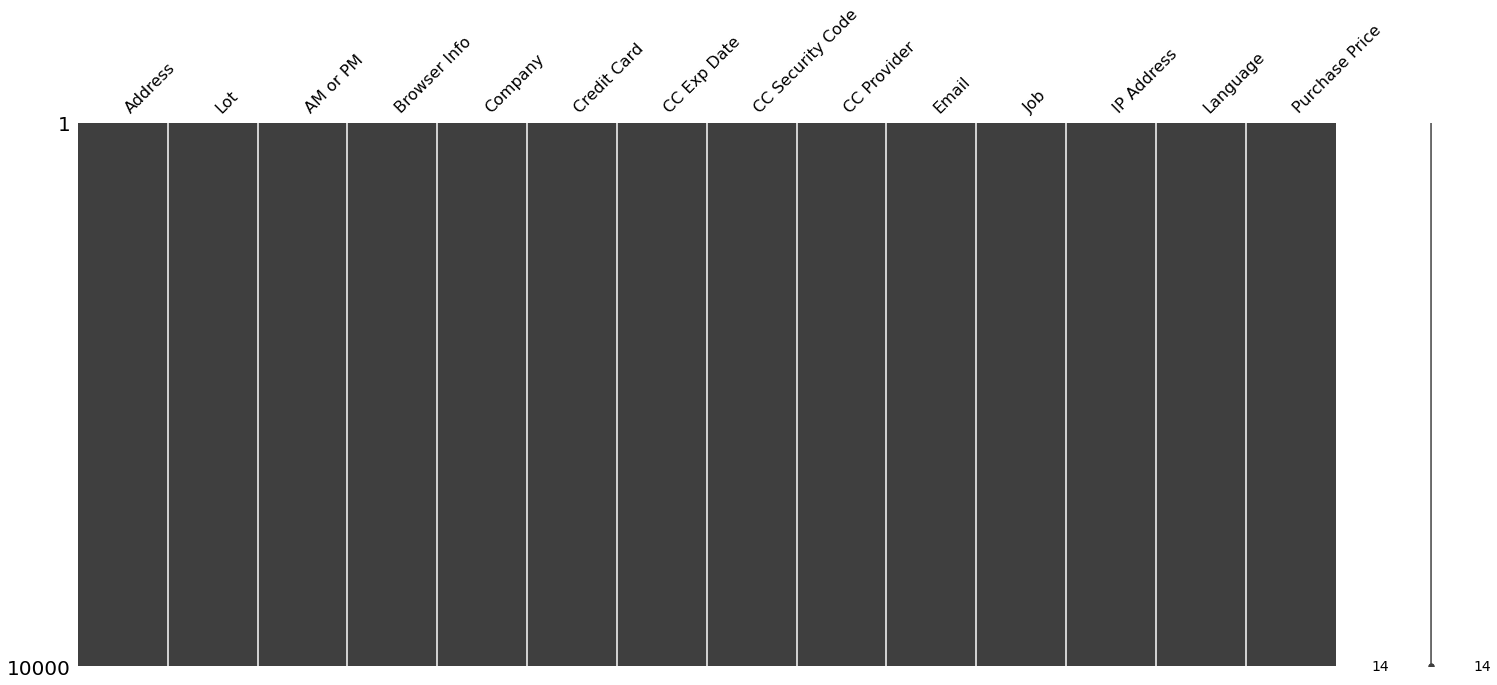 Address
Lot
AM or PM
Browser Info
Company
Credit Card
CC Exp Date
CC Security Code
CC Provider
Email
Job
IP Address
Language
Purchase Price
1
10000
14
14